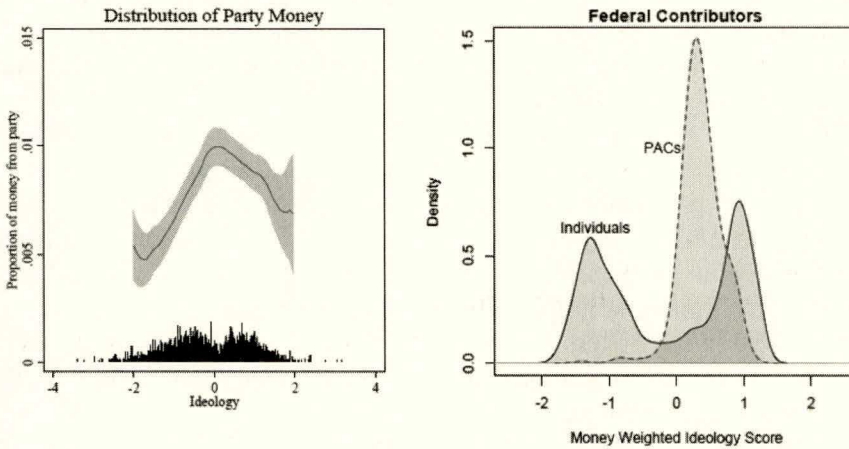 Distribution of Party Money
Proportion of money from party
.015
.01
.005
0
-4 -2 0 2 4
Ideology
Federal Contributors
Density
1.5
1.0
0.5
0.0
PACs
Individuals
-2 -1 0 1 2
Money Weighted Ideology Score